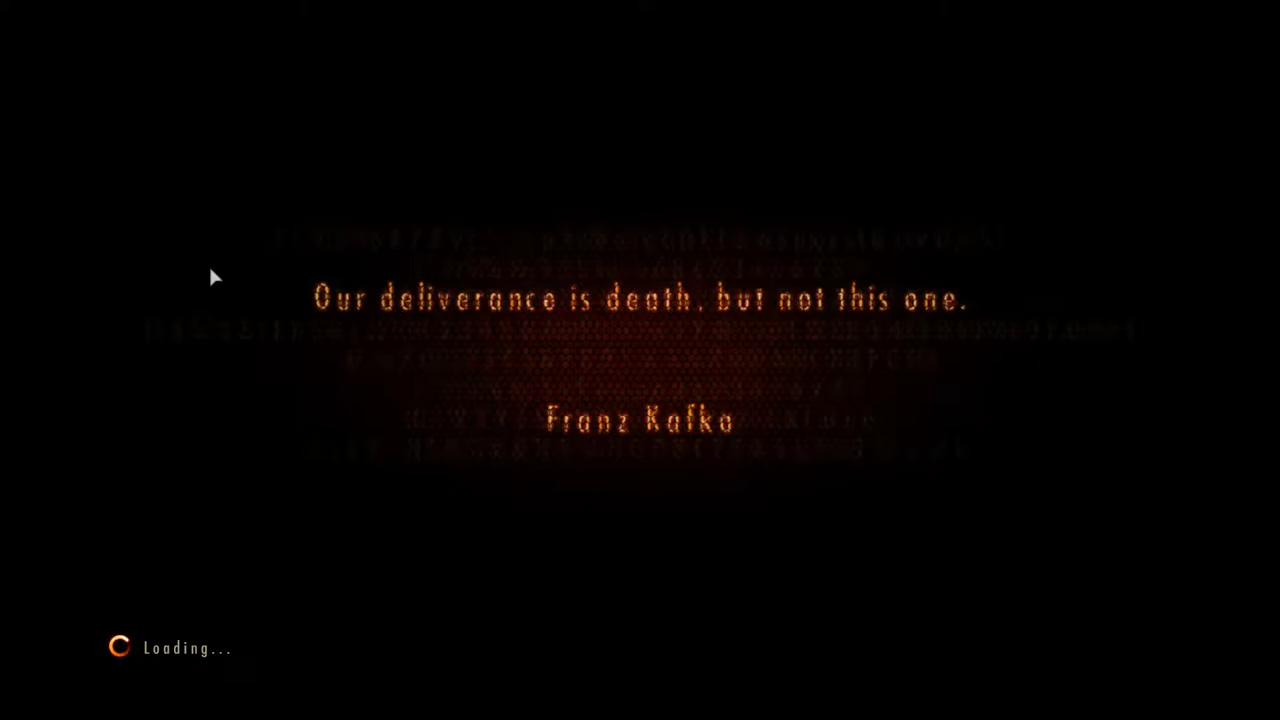 Our deliverance is death, but not this one.
Franz Kafka
Loading...